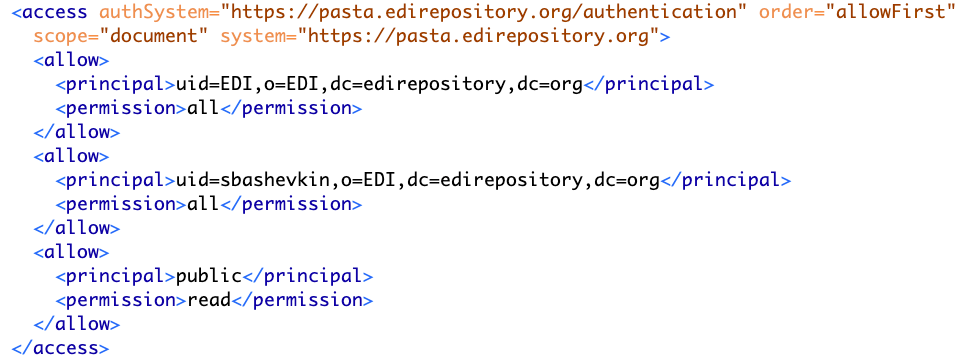 <access authSystem="https://pasta.edirepository.org/authentication" order="allowFirst"
scope="document" system="https://pasta.edirepository.org">
<allow>
<principal>uid=EDI,o=EDI,dc=edirepository,dc=org</principal>
<permission>all</permission>
</allow>
<allow>
<principal>uid=sbashevkin,o=EDI,dc=edirepository,dc=org</principal>
<permission>all</permission>
</allow>
<allow>
<principal>public</principal>
<permission>read</permission>
</allow>
</access>